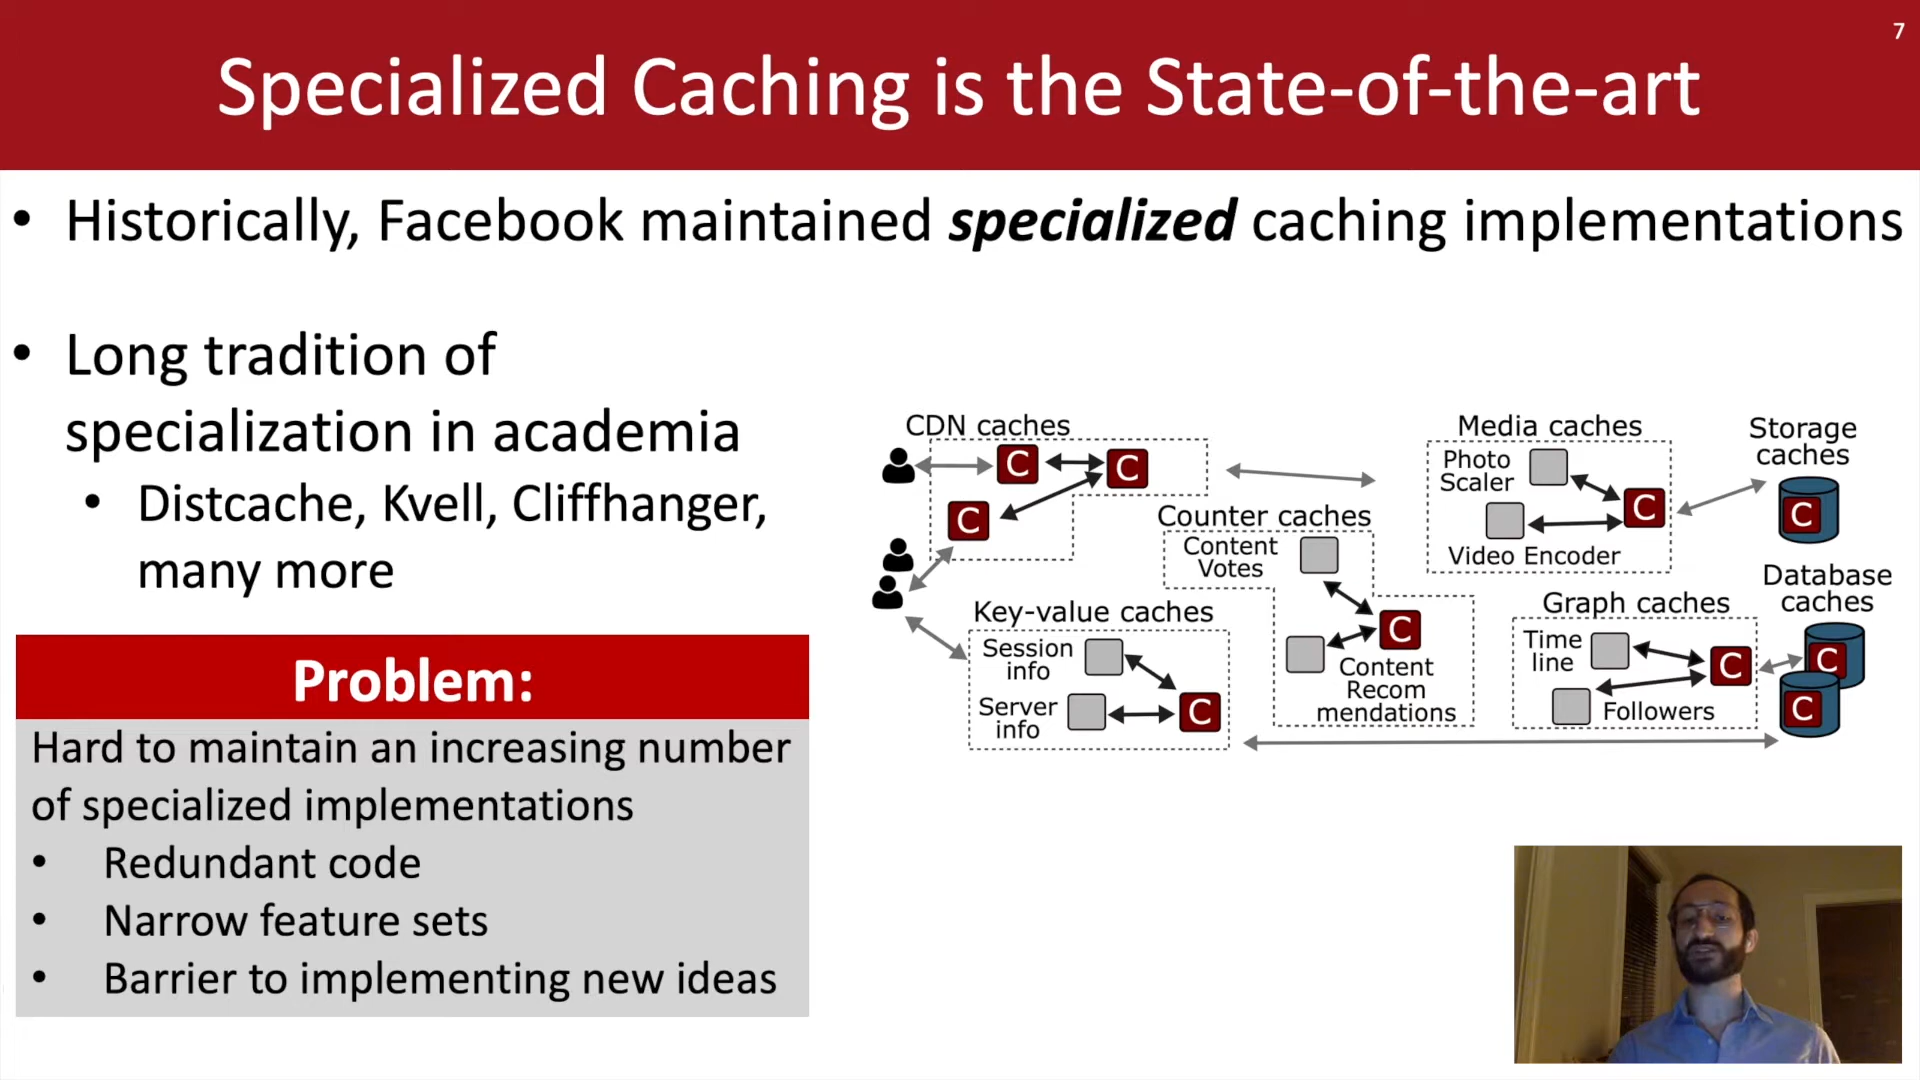 7
Specialized Caching is the State-of-the-art
• Historically, Facebook maintained specialized caching implementations
• Long tradition of
specialization in academia
• Distcache, Kvell, Cliffhanger,
many more
Problem:
Hard to maintain an increasing number
of specialized implementations
• Redundant code
• Narrow feature sets
• Barrier to implementing new ideas
CDN caches
C
C
C
Counter caches
Content
Votes
C
Content
Recom
mendations
Key-value caches
Session
info
Server
info
C
Media caches
Photo
Scaler
C
Video Encoder
Storage
caches
C
Graph caches
Time
line
C
Followers
Database
caches
C
C